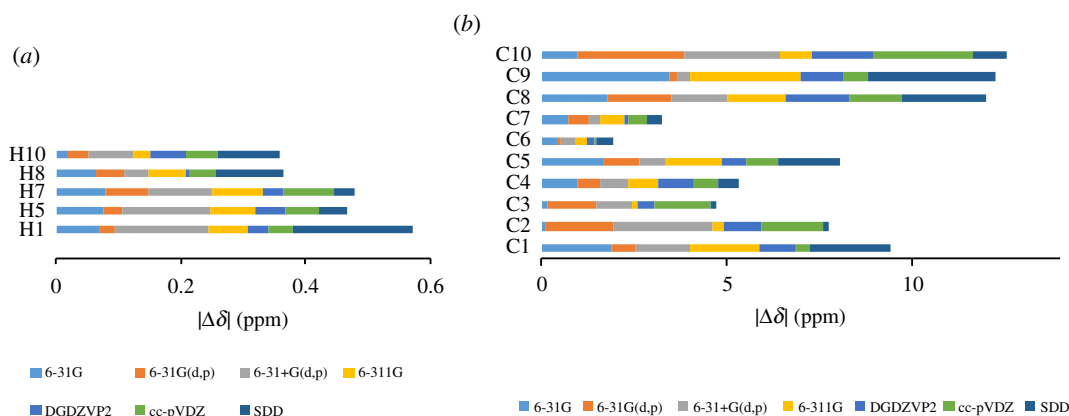 (a)
H10
H8
H7
H5
H1
0 0.2 0.4 0.6
|Δδ| (ppm)
6-31G 6-31G(d,p) 6-31+G(d,p) 6-311G
DGDZVP2 cc-pVDZ SDD
(b)
C10
C9
C8
C7
C6
C5
C4
C3
C2
C1
0 5 10
|Δδ| (ppm)
6-31G 6-31G(d,p) 6-31+G(d,p) 6-311G DGDZVP2 cc-pVDZ SDD